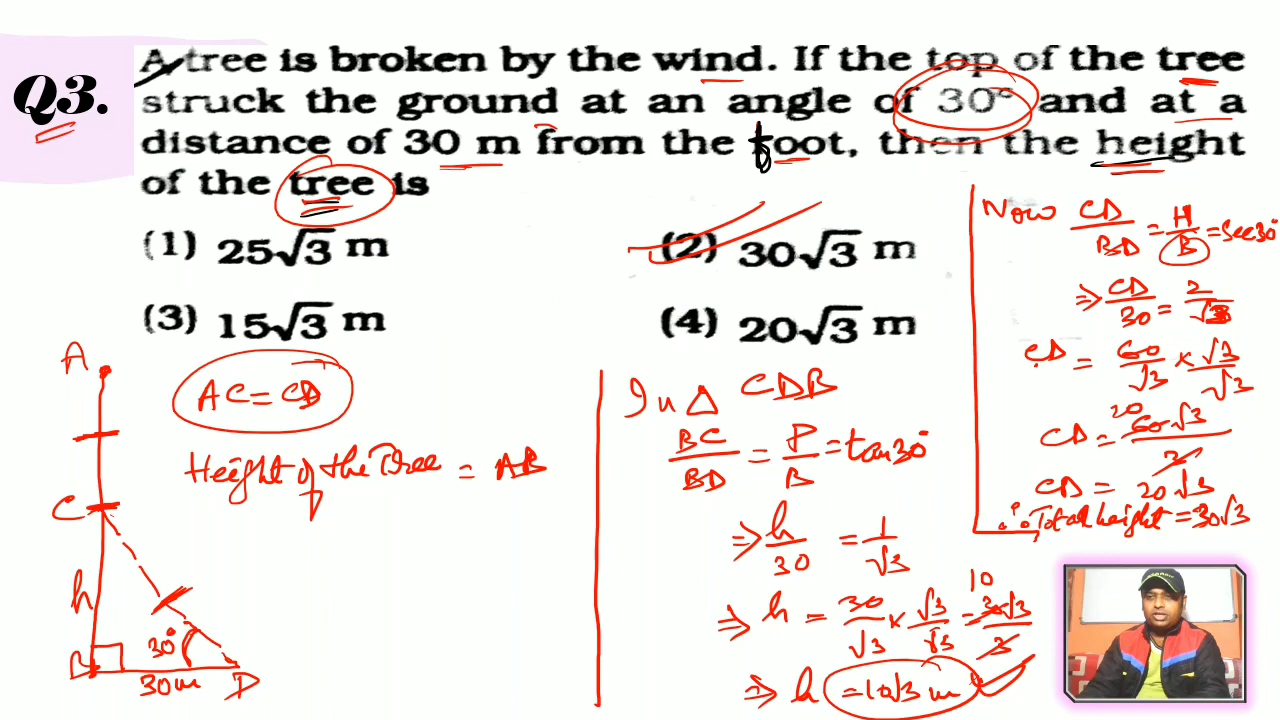 Q3.
A tree is broken by the wind. If the top of the tree
struck the ground at an angle of 30° and at a
distance of 30 m from the foot, then the height
of the tree is
(1) 25√3 m
(2) 30√3 m
(3) 15√3 m
(4) 20√3 m
A
C
h
B
30°
30m
D
AC = CD
Height of the Tree = AB
In △ CDB
BC/BD = P/B = tan30°
⇒ h/30 = 1/√3
⇒ h = 30/√3 × √3/√3 = 30√3/3
10
⇒ h = 10√3 m
Now CD/BD = H/B = Sec30°
⇒ CD/30 = 2/√3
CD = 60/√3 × √3/√3
CD = 60√3/3
20
CD = 20√3
∴ Total height = 30√3